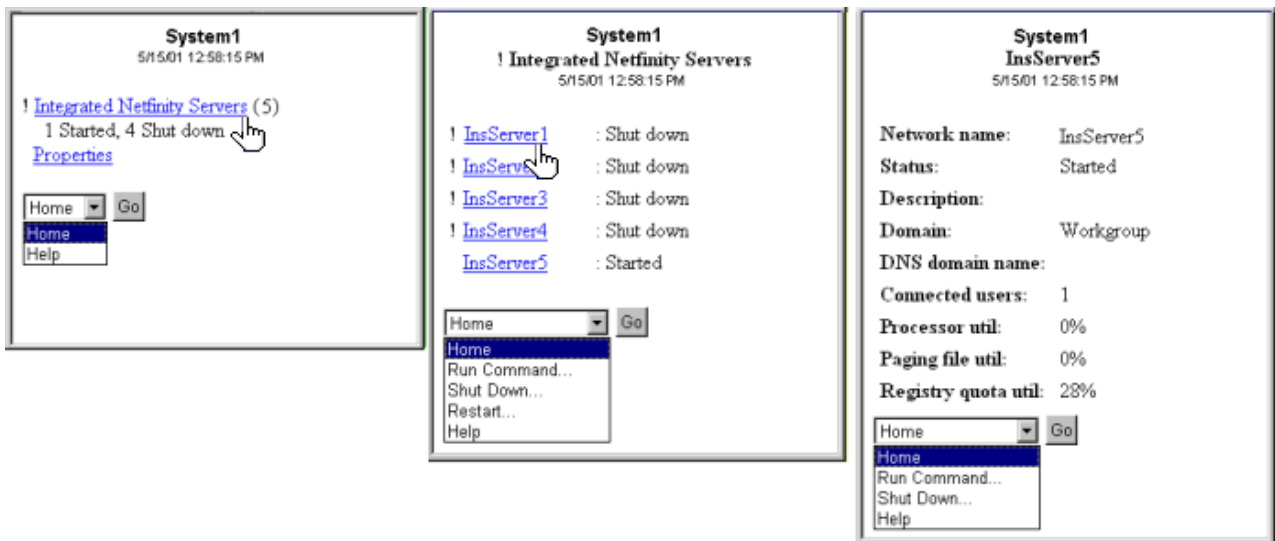 System1
5/15/01 12:58:15 PM
! Integrated Netfinity Servers (5)
1 Started, 4 Shut down
Properties
Home Go
Home
Help
System1
! Integrated Netfinity Servers
5/15/01 12:58:15 PM
! InsServer1 : Shut down
! : Shut down
! InsServer3 : Shut down
! InsServer4 : Shut down
InsServer5 : Started
Home Go
Home
Run Command...
Shut Down...
Restart...
Help
System1
InsServer5
5/15/01 12:58:15 PM
Network name: InsServer5
Status: Started
Description:
Domain: Workgroup
DNS domain name:
Connected users: 1
Processor util: 0%
Paging file util: 0%
Registry quota util: 28%
Home Go
Home
Run Command...
Shut Down...
Help